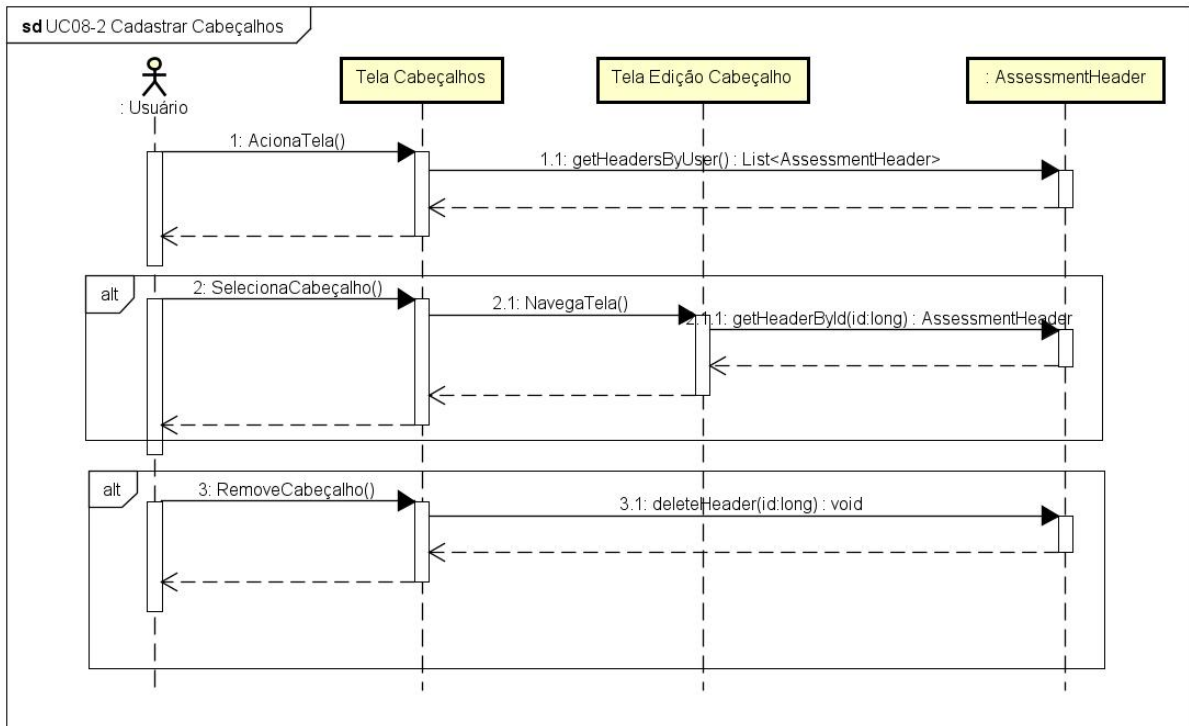 sd UC08-2 Cadastrar Cabeçalhos
: Usuário
Tela Cabeçalhos
Tela Edição Cabeçalho
: AssessmentHeader
1: AcionaTela()
1.1: getHeadersByUser() : List<AssessmentHeader>
alt
2: SelecionaCabeçalho()
2.1: NavegaTela()
2.1.1: getHeaderById(id:long) : AssessmentHeader
alt
3: RemoveCabeçalho()
3.1: deleteHeader(id:long) : void